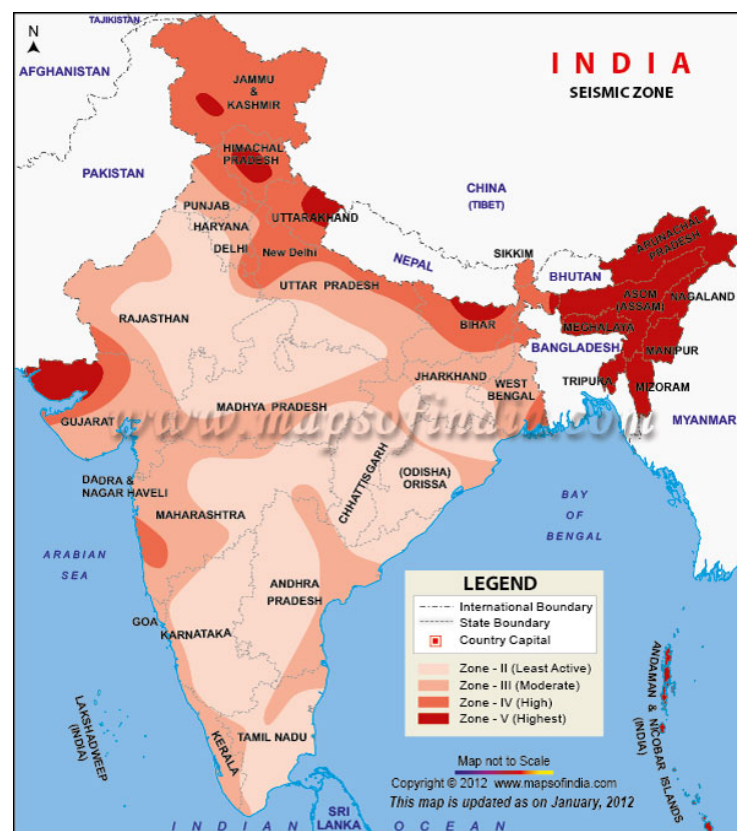 TAJIKISTAN
N
AFGHANISTAN
INDIA
SEISMIC ZONE
JAMMU
&
KASHMIR
HIMACHAL
PRADESH
PAKISTAN
CHINA
(TIBET)
PUNJAB
UTTARAKHAND
HARYANA
DELHI
New Delhi
NEPAL
SIKKIM
BHUTAN
ARUNACHAL
PRADESH
UTTAR PRADESH
ASOM
(ASSAM)
NAGALAND
RAJASTHAN
BIHAR
MEGHALAYA
BANGLADESH
MANIPUR
JHARKHAND
WEST
BENGAL
TRIPURA
MIZORAM
MADHYA PRADESH
GUJARAT
www.mapsofindia.com
MYANMAR
CHHATTISGARH
(ODISHA)
ORISSA
DADRA &
NAGAR HAVELI
MAHARASHTRA
BAY
OF
BENGAL
ARABIAN
SEA
ANDHRA
PRADESH
GOA
KARNATAKA
LEGEND
International Boundary
State Boundary
Country Capital
Zone - II (Least Active)
Zone - III (Moderate)
Zone - IV (High)
Zone - V (Highest)
LAKSHADWEEP
(INDIA)
KERALA
TAMIL NADU
ANDAMAN & NICOBAR ISLANDS
(INDIA)
Map not to Scale
Copyright © 2012 www.mapsofindia.com
This map is updated as on January, 2012
SRI
LANKA
INDIAN OCEAN